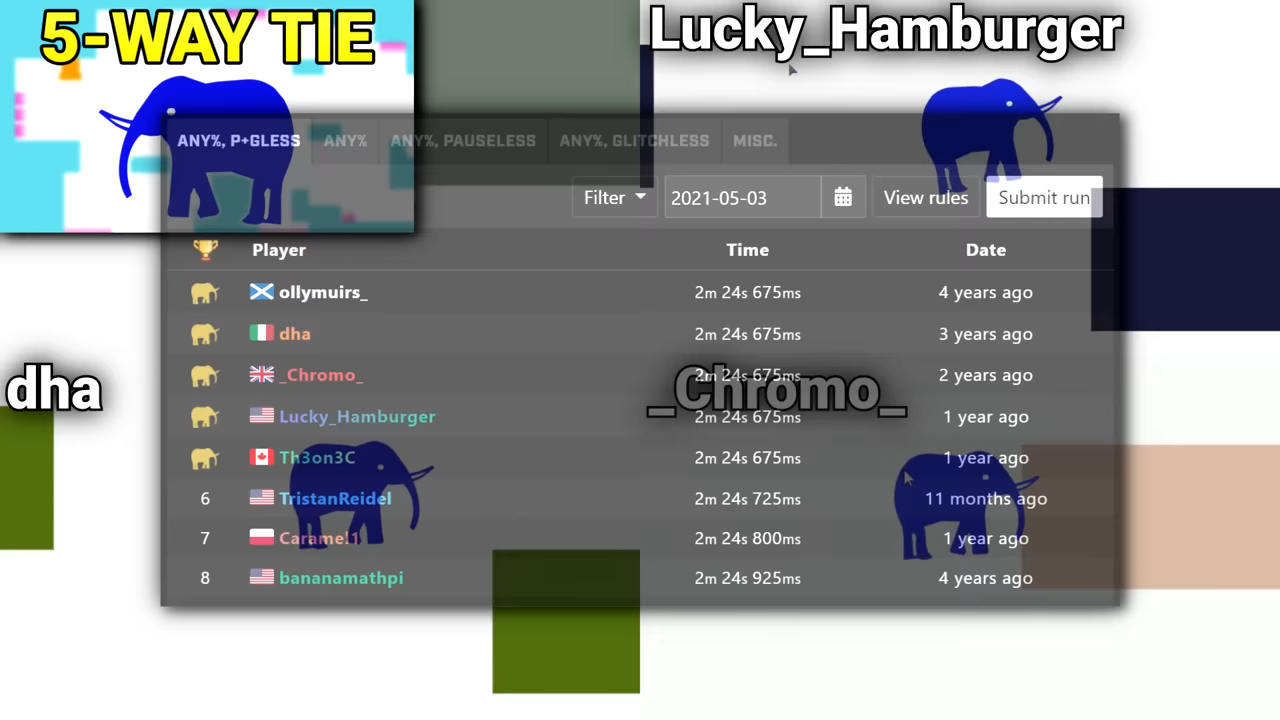 5-WAY TIE
Lucky_Hamburger
ANY%, P+GLESS ANY% ANY%, PAUSELESS ANY%, GLITCHLESS MISC.
Filter 2021-05-03 View rules Submit run
Player Time Date
ollymuirs_ 2m 24s 675ms 4 years ago
dha 2m 24s 675ms 3 years ago
_Chromo_ 2m 24s 675ms 2 years ago
dha
_Chromo_
Lucky_Hamburger 2m 24s 675ms 1 year ago
Th3on3C 2m 24s 675ms 1 year ago
6 TristanReidel 2m 24s 725ms 11 months ago
7 Caramel1 2m 24s 800ms 1 year ago
8 bananamathpi 2m 24s 925ms 4 years ago